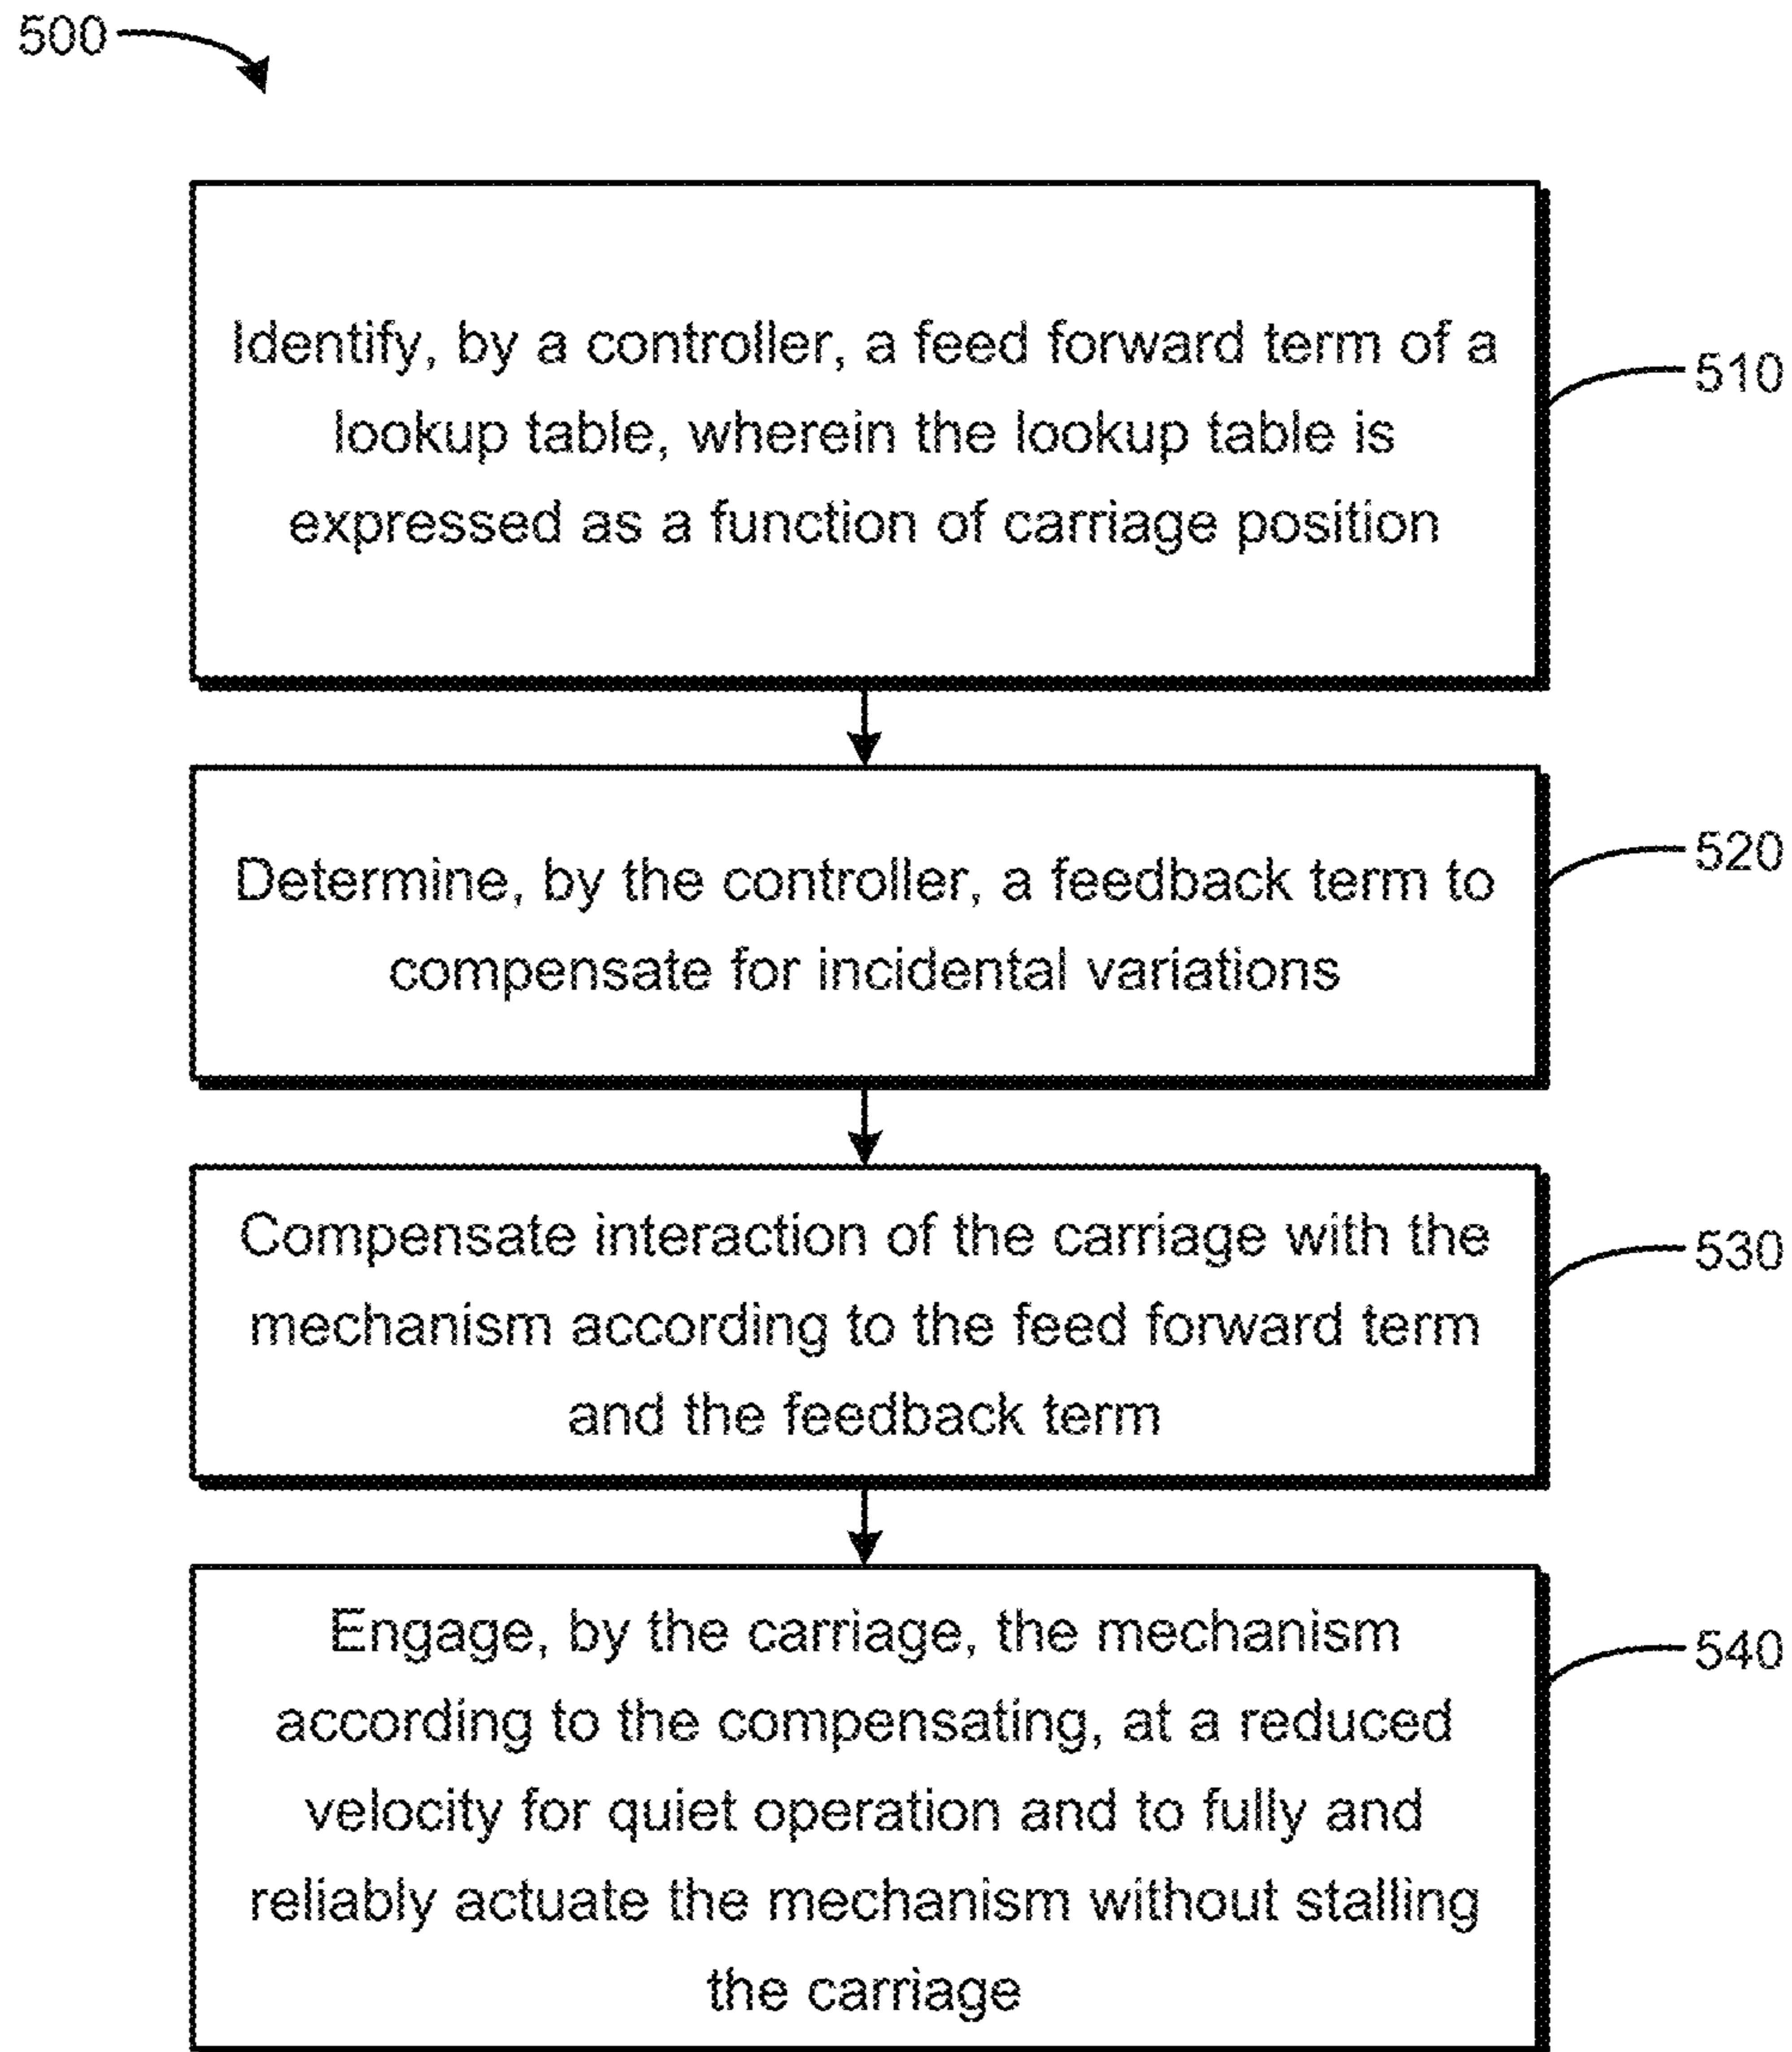 500
Identify, by a controller, a feed forward term of a
lookup table, wherein the lookup table is
expressed as a function of carriage position
510
Determine, by the controller, a feedback term to
compensate for incidental variations
520
Compensate interaction of the carriage with the
mechanism according to the feed forward term
and the feedback term
530
Engage, by the carriage, the mechanism
according to the compensating, at a reduced
velocity for quiet operation and to fully and
reliably actuate the mechanism without stalling
the carriage
540